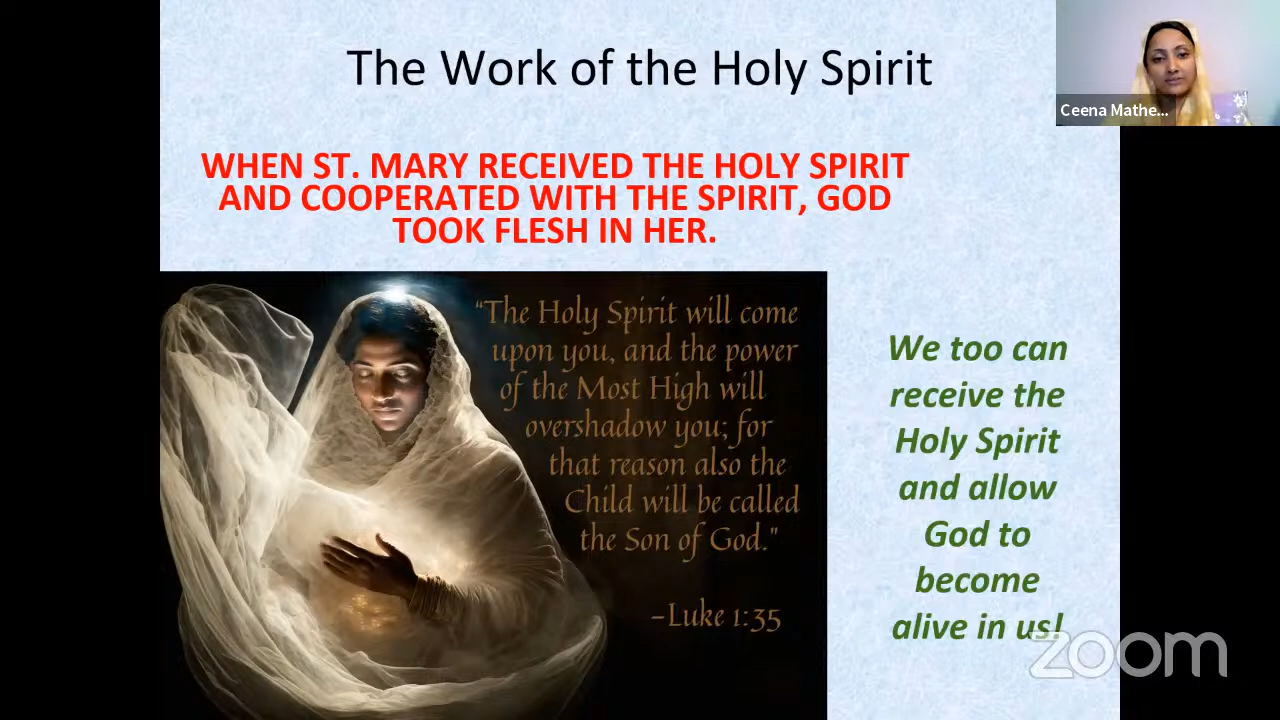 The Work of the Holy Spirit
Ceena Mathe...
WHEN ST. MARY RECEIVED THE HOLY SPIRIT
AND COOPERATED WITH THE SPIRIT, GOD
TOOK FLESH IN HER.
"The Holy Spirit will come
upon you, and the power
of the Most High will
overshadow you; for
that reason also the
Child will be called
the Son of God."
–Luke 1:35
We too can
receive the
Holy Spirit
and allow
God to
become
alive in us!
zoom